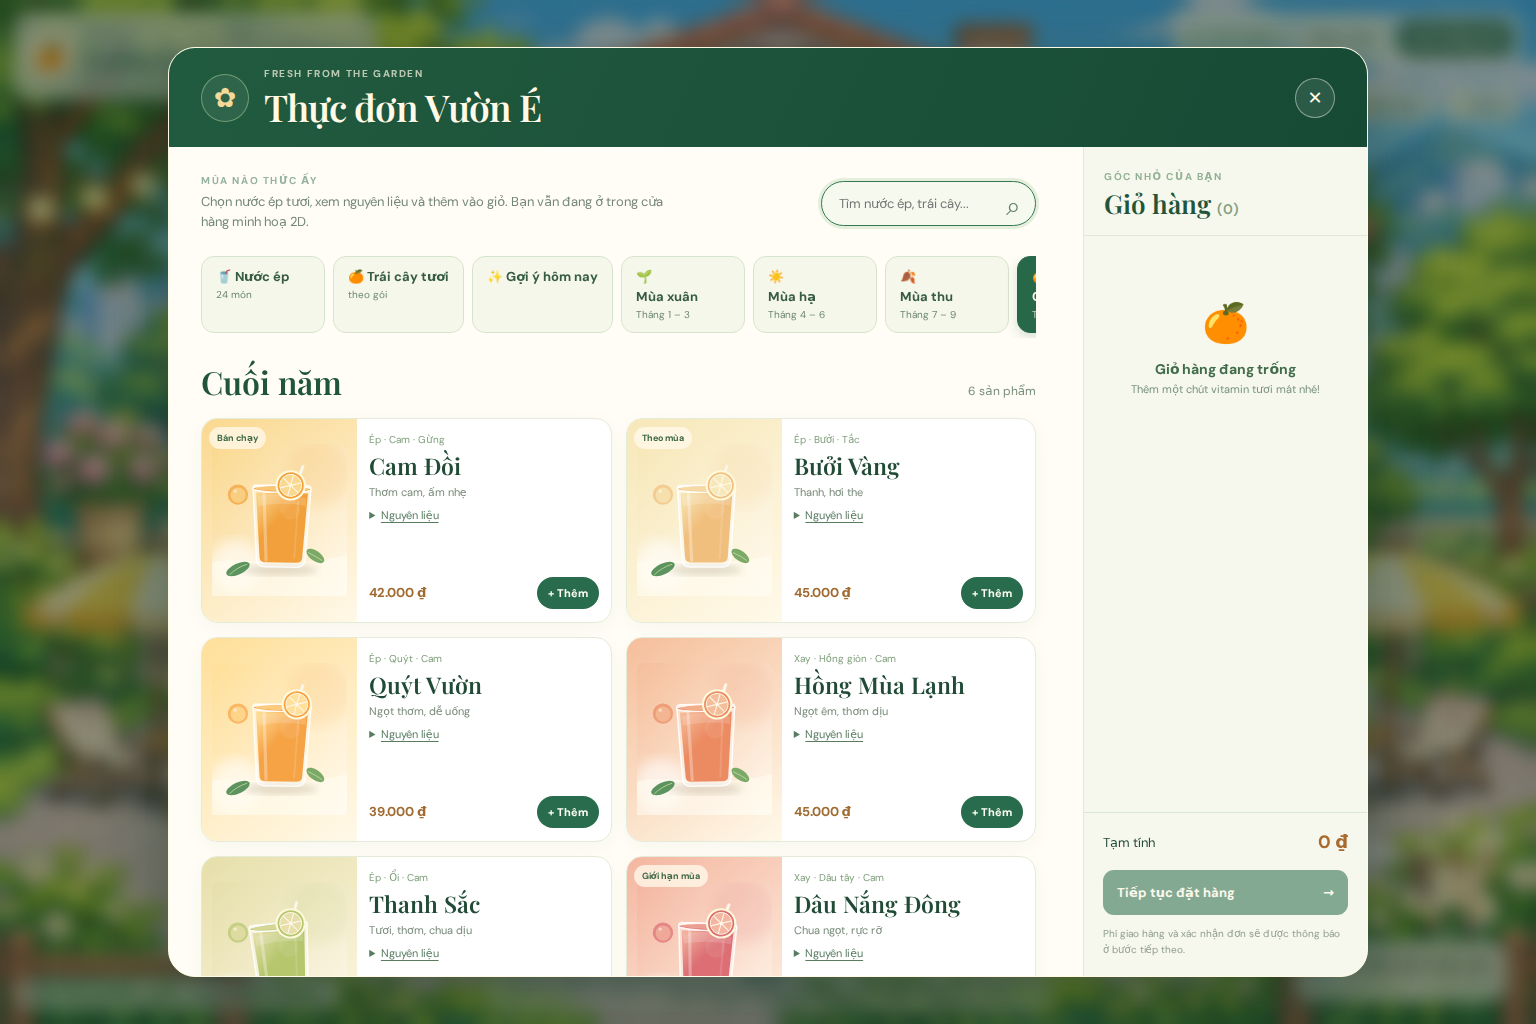 FRESH FROM THE GARDEN
Thực đơn Vườn É
MÙA NÀO THỨC ẤY
Chọn nước ép tươi, xem nguyên liệu và thêm vào giỏ. Bạn vẫn đang ở trong cửa
hàng minh hoạ 2D.
Tìm nước ép, trái cây...
Nước ép
24 món
Trái cây tươi
theo gói
Gợi ý hôm nay
Mùa xuân
Tháng 1 – 3
Mùa hạ
Tháng 4 – 6
Mùa thu
Tháng 7 – 9
Cuối năm
6 sản phẩm
Bán chạy
Ép · Cam · Gừng
Cam Đồi
Thơm cam, ấm nhẹ
Nguyên liệu
42.000 ₫
+ Thêm
Theo mùa
Ép · Bưởi · Tắc
Bưởi Vàng
Thanh, hơi the
Nguyên liệu
45.000 ₫
+ Thêm
Ép · Quýt · Cam
Quýt Vườn
Ngọt thơm, dễ uống
Nguyên liệu
39.000 ₫
+ Thêm
Xay · Hồng giòn · Cam
Hồng Mùa Lạnh
Ngọt êm, thơm dịu
Nguyên liệu
45.000 ₫
+ Thêm
Ép · Ổi · Cam
Thanh Sắc
Tươi, thơm, chua dịu
Nguyên liệu
Giới hạn mùa
Xay · Dâu tây · Cam
Dâu Nắng Đông
Chua ngọt, rực rỡ
Nguyên liệu
GÓC NHỎ CỦA BẠN
Giỏ hàng (0)
Giỏ hàng đang trống
Thêm một chút vitamin tươi mát nhé!
Tạm tính
0 ₫
Tiếp tục đặt hàng →
Phí giao hàng và xác nhận đơn sẽ được thông báo
ở bước tiếp theo.